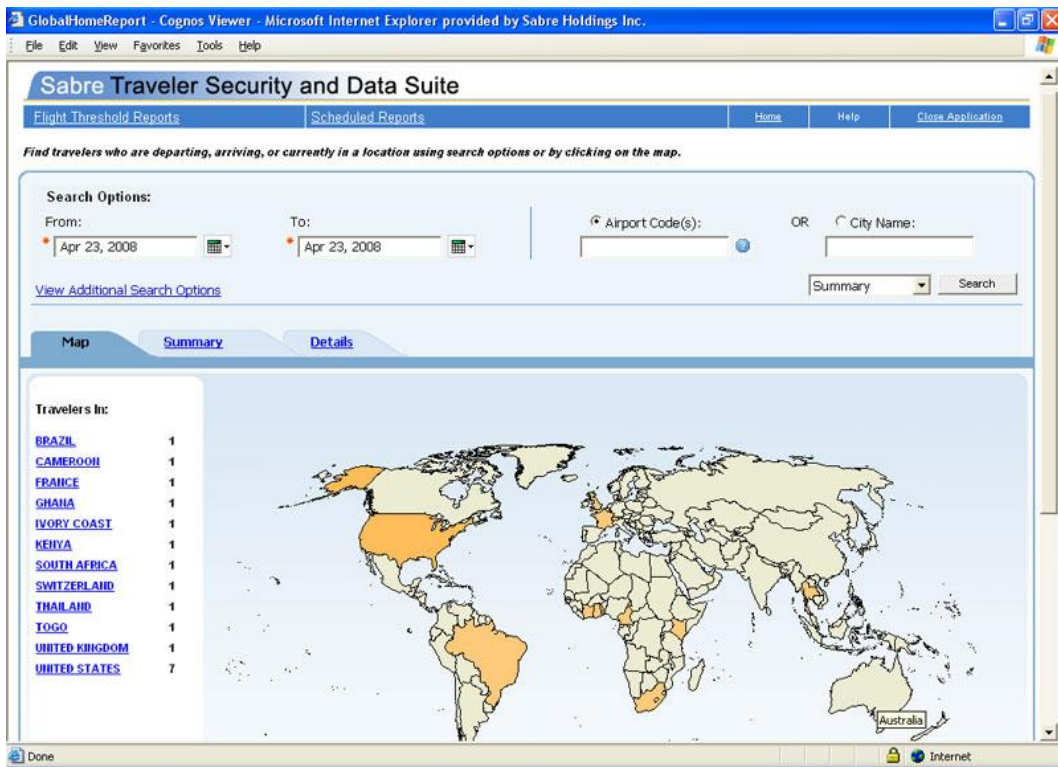 GlobalHomeReport - Cognos Viewer - Microsoft Internet Explorer provided by Sabre Holdings Inc.
File Edit View Favorites Tools Help
Sabre Traveler Security and Data Suite
Flight Threshold Reports Scheduled Reports Home Help Close Application
Find travelers who are departing, arriving, or currently in a location using search options or by clicking on the map.
Search Options:
From: To: Airport Code(s): OR City Name:
* Apr 23, 2008 * Apr 23, 2008
View Additional Search Options Summary Search
Map Summary Details
Travelers In:
BRAZIL 1
CAMEROON 1
FRANCE 1
GHANA 1
IVORY COAST 1
KENYA 1
SOUTH AFRICA 1
SWITZERLAND 1
THAILAND 1
TOGO 1
UNITED KINGDOM 1
UNITED STATES 7
Australia
Done Internet